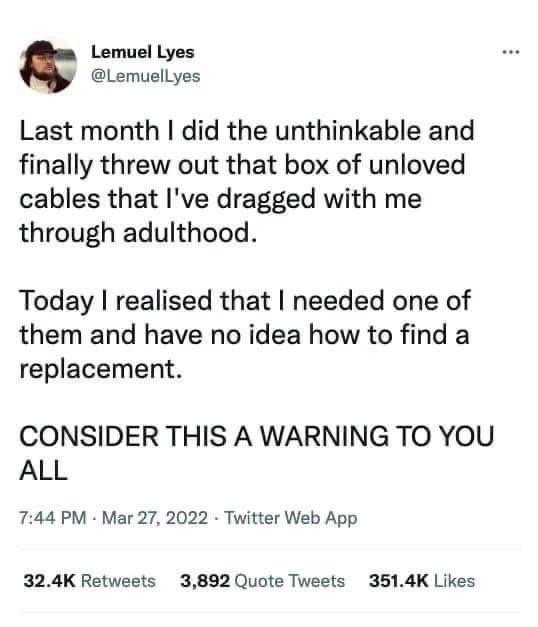 Lemuel Lyes
@LemuelLyes
Last month I did the unthinkable and
finally threw out that box of unloved
cables that I've dragged with me
through adulthood.
Today I realised that I needed one of
them and have no idea how to find a
replacement.
CONSIDER THIS A WARNING TO YOU
ALL
7:44 PM · Mar 27, 2022 · Twitter Web App
32.4K Retweets 3,892 Quote Tweets 351.4K Likes